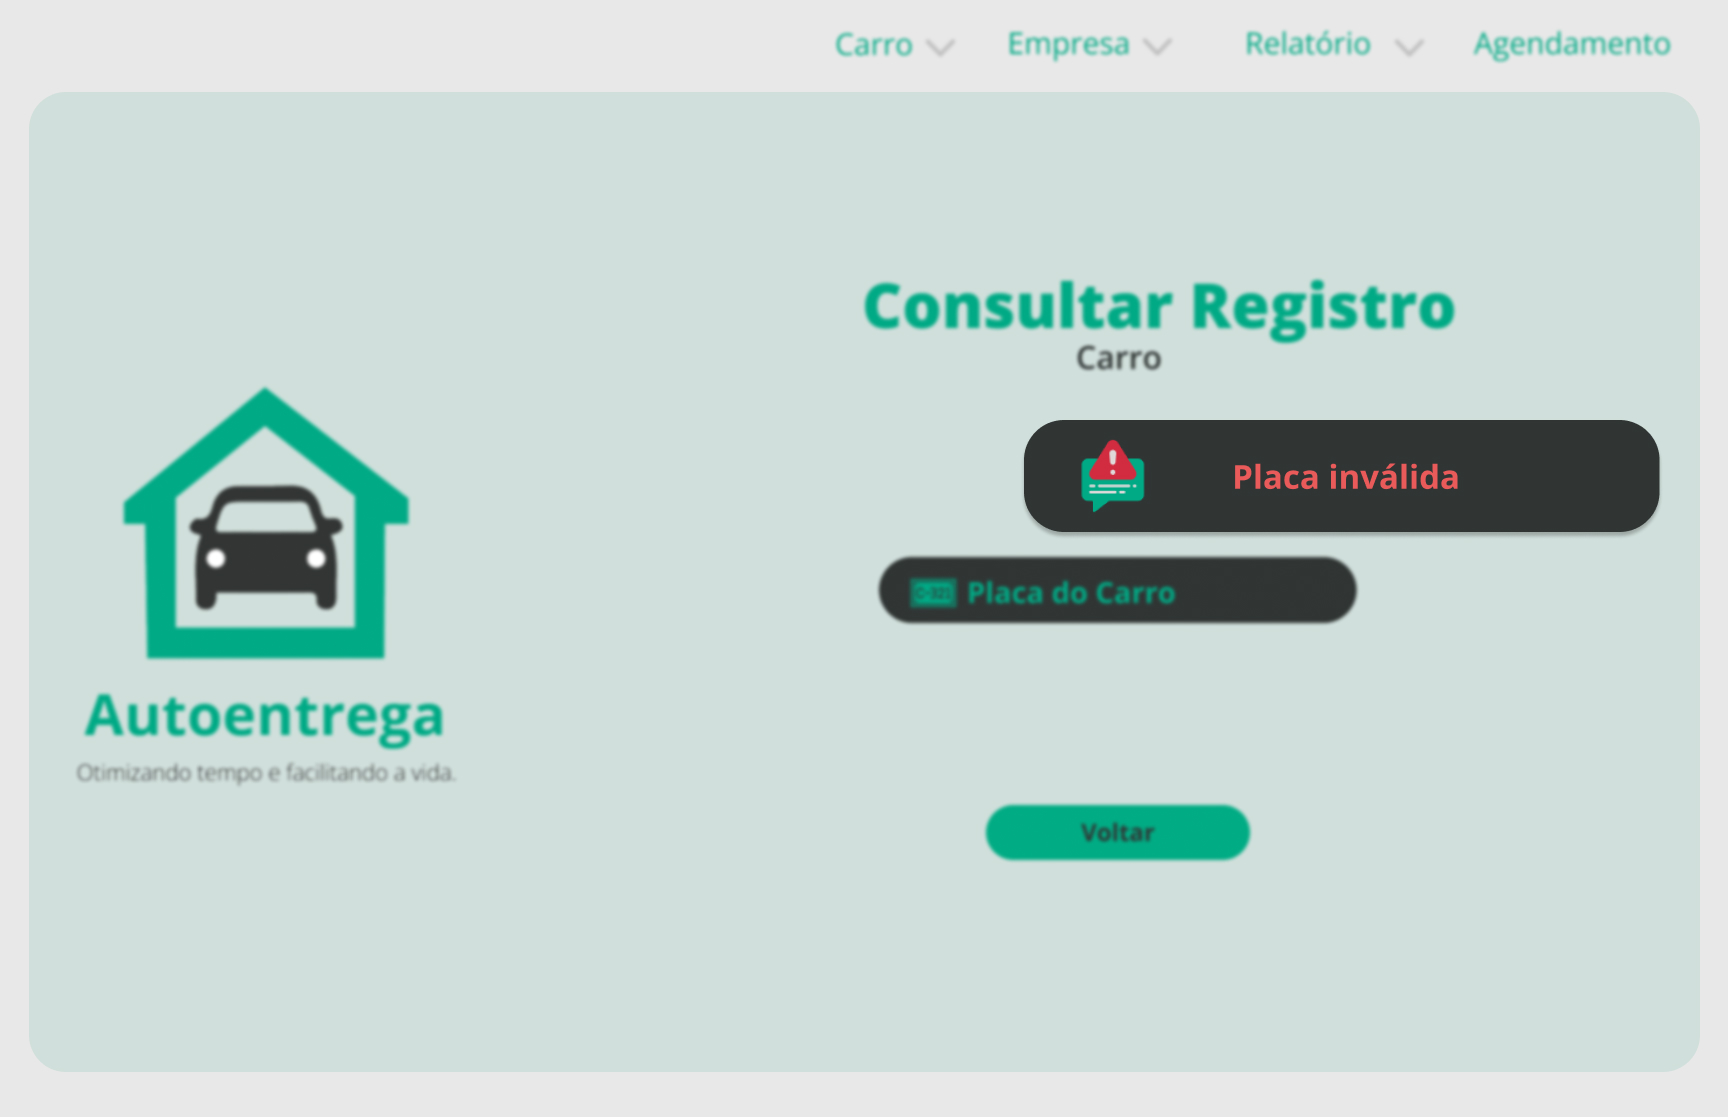 Carro
Empresa
Relatório
Agendamento
Consultar Registro
Carro
Placa inválida
Placa do Carro
Autoentrega
Otimizando tempo e facilitando a vida.
Voltar